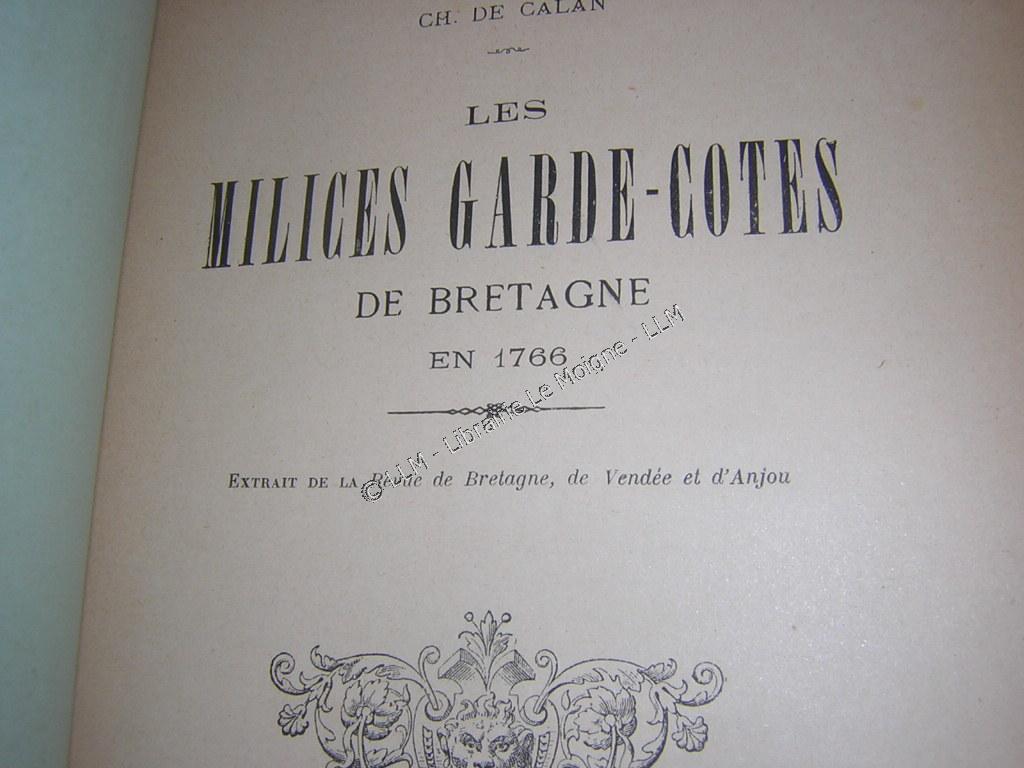 CH. DE CALAN
LES
MILICES GARDE-COTES
DE BRETAGNE
EN 1766
EXTRAIT DE LA Revue de Bretagne, de Vendée et d'Anjou
© LLM - Librairie Le Moigne - LLM